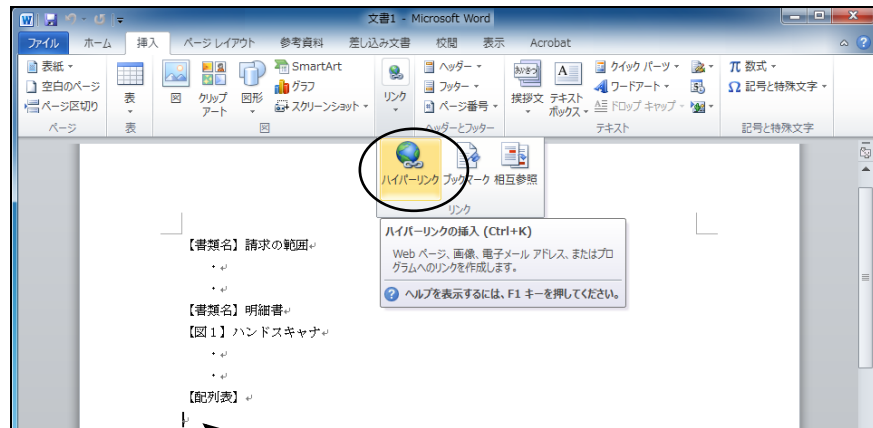 文書1 - Microsoft Word
ファイル ホーム 挿入 ページ レイアウト 参考資料 差し込み文書 校閲 表示 Acrobat
表紙
空白のページ
ページ区切り
ページ
表
表
図
クリップ
アート
図形
SmartArt
グラフ
スクリーンショット
図
リンク
ヘッダー
フッター
ページ番号
ヘッダーとフッター
あいさつ
挨拶文
A
テキスト
ボックス
クイック パーツ
ワードアート
ドロップ キャップ
テキスト
π 数式
Ω 記号と特殊文字
記号と特殊文字
ハイパーリンク ブックマーク 相互参照
リンク
ハイパーリンクの挿入 (Ctrl+K)
Web ページ、画像、電子メール アドレス、またはプロ
グラムへのリンクを作成します。
ヘルプを表示するには、F1 キーを押してください。
【書類名】請求の範囲
・
・
【書類名】明細書
【図1】ハンドスキャナ
・
・
【配列表】